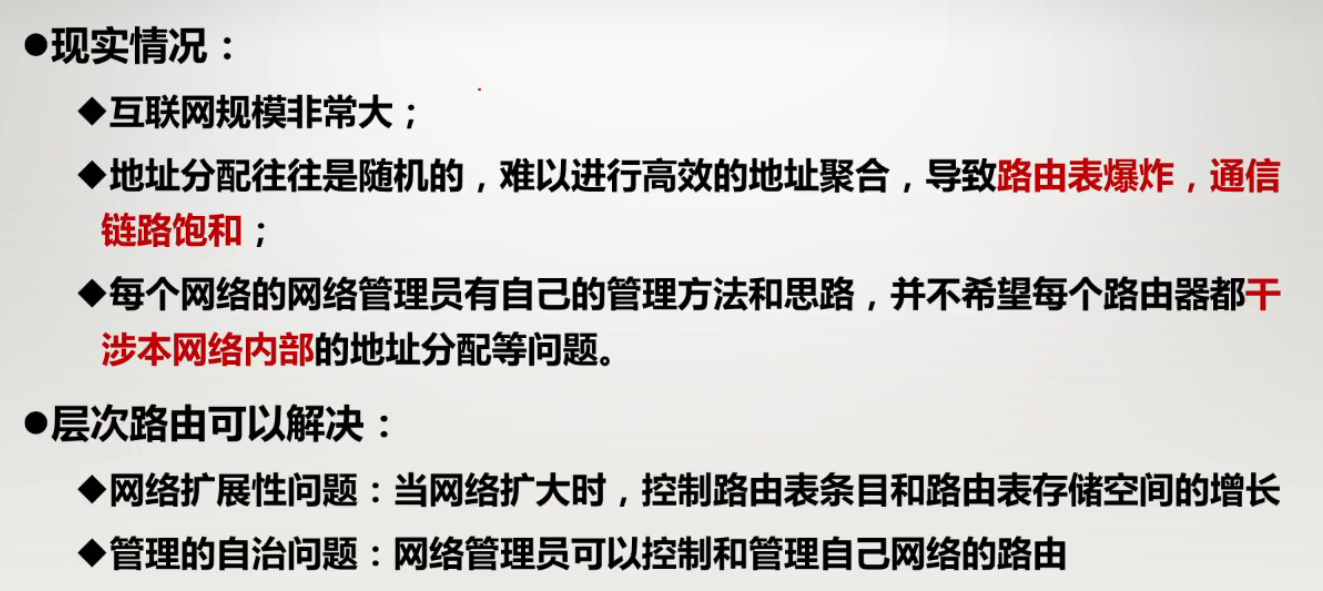 ●现实情况：
◆互联网规模非常大；
◆地址分配往往是随机的，难以进行高效的地址聚合，导致路由表爆炸，通信
链路饱和；
◆每个网络的网络管理员有自己的管理方法和思路，并不希望每个路由器都干
涉本网络内部的地址分配等问题。
●层次路由可以解决：
◆网络扩展性问题：当网络扩大时，控制路由表条目和路由表存储空间的增长
◆管理的自治问题：网络管理员可以控制和管理自己网络的路由